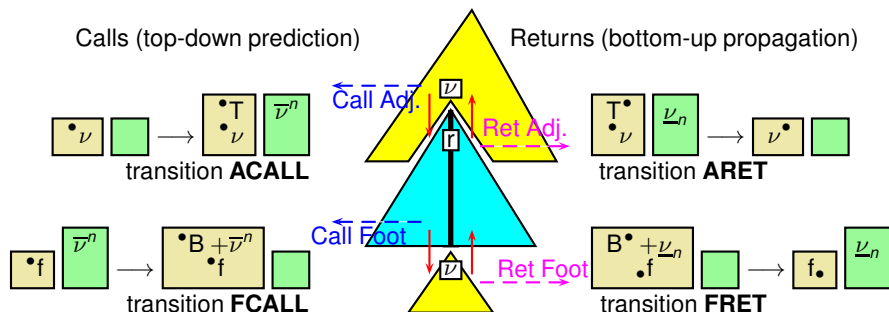 Calls (top-down prediction)
Returns (bottom-up propagation)
ν
Call Adj.
Ret Adj.
r
•ν ⟶ •T •ν ν̅ⁿ
transition ACALL
T• •ν ν̲ₙ ⟶ ν•
transition ARET
Call Foot
Ret Foot
ν
•f ν̅ⁿ ⟶ •B + ν̅ⁿ •f
transition FCALL
B• + ν̲ₙ •f ⟶ f• ν̲ₙ
transition FRET